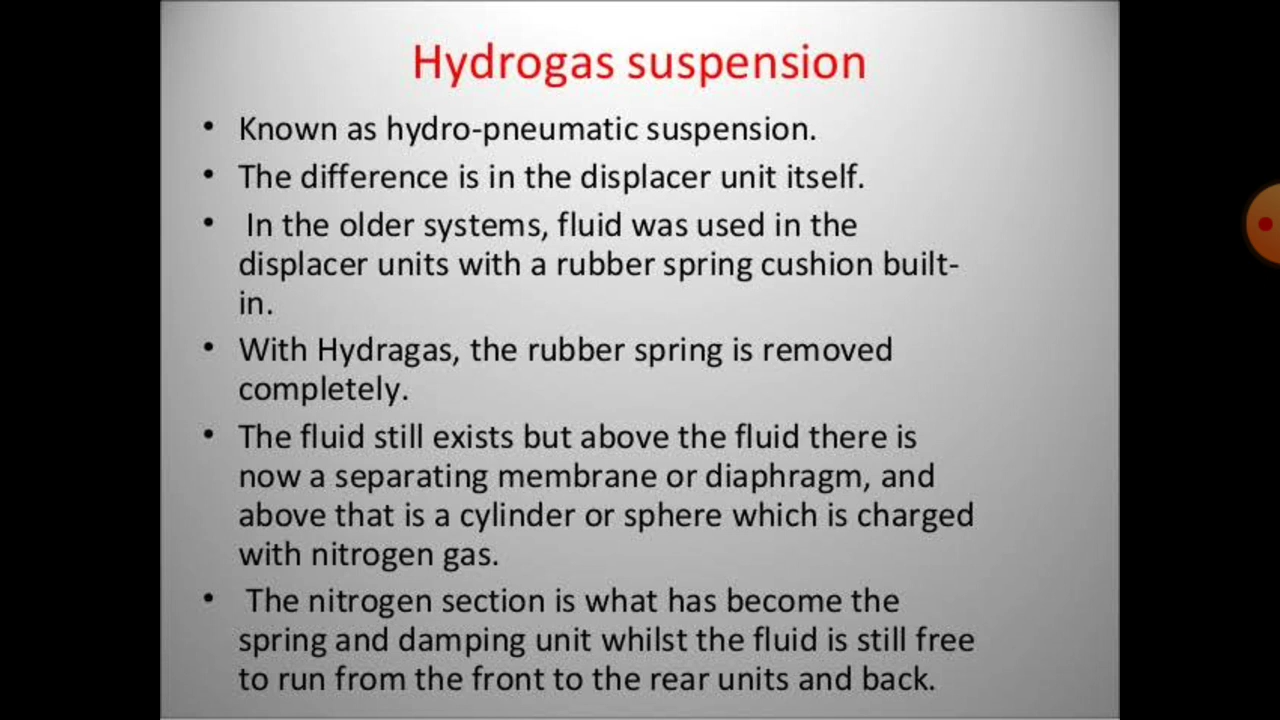 Hydrogas suspension
• Known as hydro-pneumatic suspension.
• The difference is in the displacer unit itself.
• In the older systems, fluid was used in the
displacer units with a rubber spring cushion built-
in.
• With Hydragas, the rubber spring is removed
completely.
• The fluid still exists but above the fluid there is
now a separating membrane or diaphragm, and
above that is a cylinder or sphere which is charged
with nitrogen gas.
• The nitrogen section is what has become the
spring and damping unit whilst the fluid is still free
to run from the front to the rear units and back.